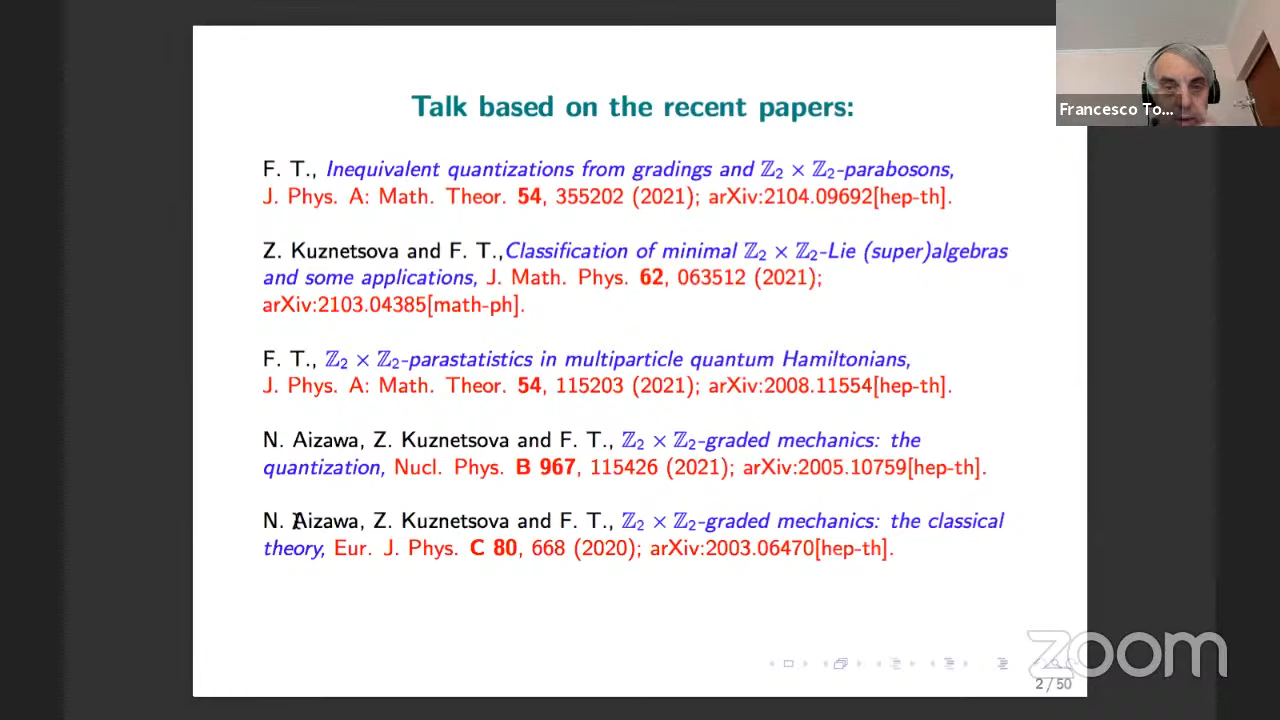 Talk based on the recent papers:
Francesco To...
F. T., Inequivalent quantizations from gradings and ℤ₂ × ℤ₂-parabosons,
J. Phys. A: Math. Theor. 54, 355202 (2021); arXiv:2104.09692[hep-th].
Z. Kuznetsova and F. T.,Classification of minimal ℤ₂ × ℤ₂-Lie (super)algebras
and some applications, J. Math. Phys. 62, 063512 (2021);
arXiv:2103.04385[math-ph].
F. T., ℤ₂ × ℤ₂-parastatistics in multiparticle quantum Hamiltonians,
J. Phys. A: Math. Theor. 54, 115203 (2021); arXiv:2008.11554[hep-th].
N. Aizawa, Z. Kuznetsova and F. T., ℤ₂ × ℤ₂-graded mechanics: the
quantization, Nucl. Phys. B 967, 115426 (2021); arXiv:2005.10759[hep-th].
N. Aizawa, Z. Kuznetsova and F. T., ℤ₂ × ℤ₂-graded mechanics: the classical
theory, Eur. J. Phys. C 80, 668 (2020); arXiv:2003.06470[hep-th].
zoom
2 / 50